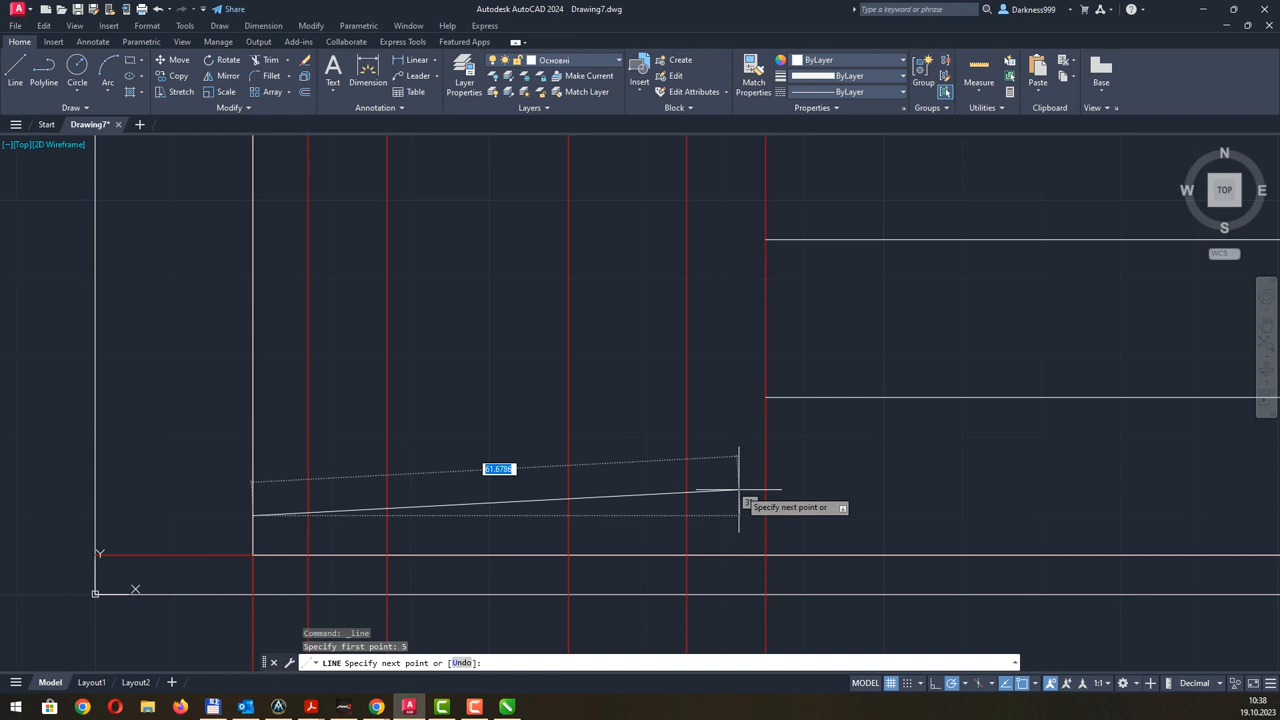 Share
Autodesk AutoCAD 2024 Drawing7.dwg
Type a keyword or phrase
Darkness999
File Edit View Insert Format Tools Draw Dimension Modify Parametric Window Help Express
Home Insert Annotate Parametric View Manage Output Add-ins Collaborate Express Tools Featured Apps
Line Polyline Circle Arc
Move Rotate Trim
Copy Mirror Fillet
Stretch Scale Array
Text Dimension
Linear
Leader
Table
Layer Properties
Основні
Make Current
Match Layer
Insert
Create
Edit
Edit Attributes
Match Properties
ByLayer
ByLayer
ByLayer
Group
Measure
Paste
Base
Draw Modify Annotation Layers Block Properties Groups Utilities Clipboard View
Start Drawing7*
[−][Top][2D Wireframe]
N
W TOP E
S
WCS
61.6786
Specify next point or
Y
X
Command: _line
Specify first point: 5
LINE Specify next point or [Undo]:
Model Layout1 Layout2
MODEL 1:1 Decimal
10:38
19.10.2023